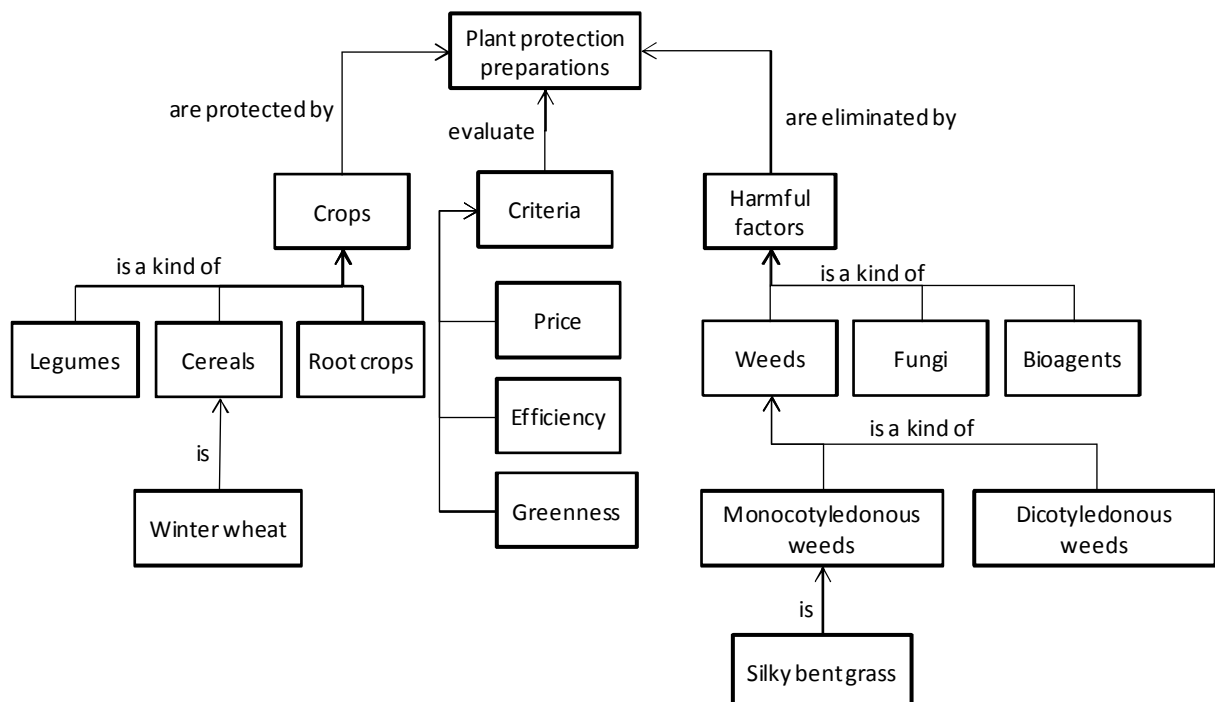 Plant protection
preparations
are protected by
evaluate
are eliminated by
Crops
Criteria
Harmful
factors
is a kind of
is a kind of
Legumes
Cereals
Root crops
Price
Weeds
Fungi
Bioagents
Efficiency
is a kind of
is
Winter wheat
Greenness
Monocotyledonous
weeds
Dicotyledonous
weeds
is
Silky bent grass